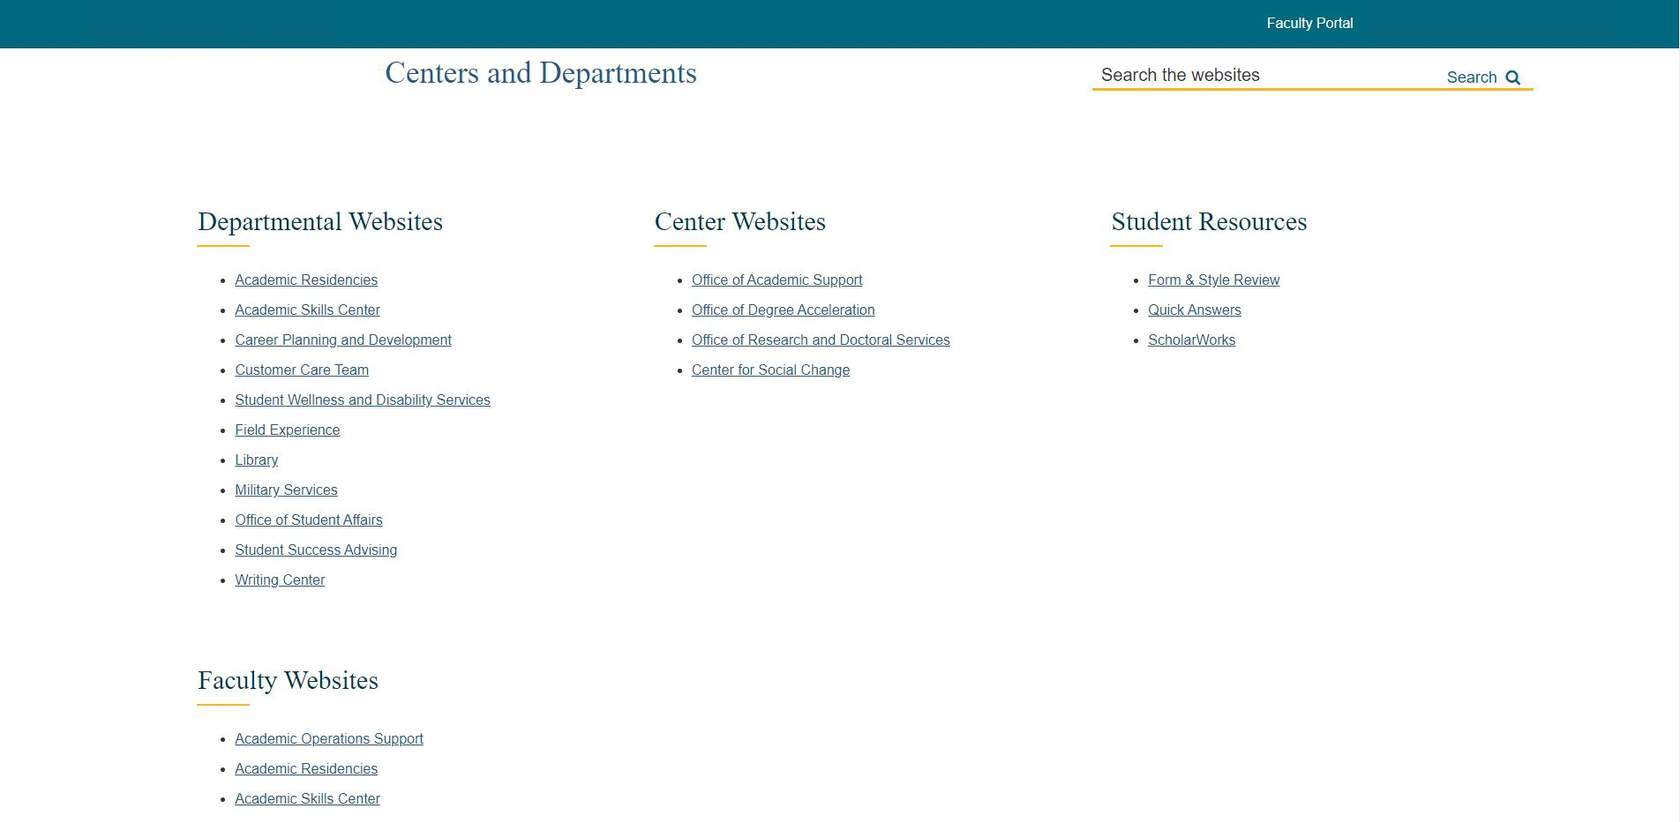 Faculty Portal
Centers and Departments
Search the websites
Search
Departmental Websites
Academic Residencies
Academic Skills Center
Career Planning and Development
Customer Care Team
Student Wellness and Disability Services
Field Experience
Library
Military Services
Office of Student Affairs
Student Success Advising
Writing Center
Center Websites
Office of Academic Support
Office of Degree Acceleration
Office of Research and Doctoral Services
Center for Social Change
Student Resources
Form & Style Review
Quick Answers
ScholarWorks
Faculty Websites
Academic Operations Support
Academic Residencies
Academic Skills Center